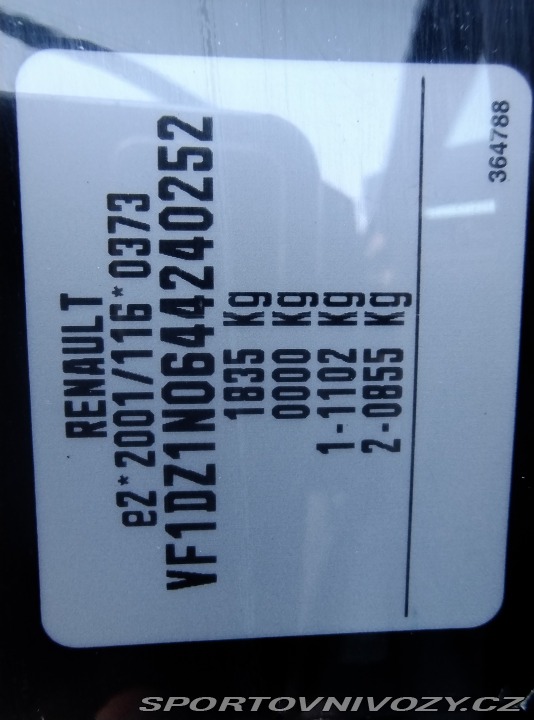 RENAULT
e2*2001/116*0373
VF1DZ1N0644240252
1835 Kg
0000 Kg
1-1102 Kg
2-0855 Kg
364788
SPORTOVNIVOZY.CZ